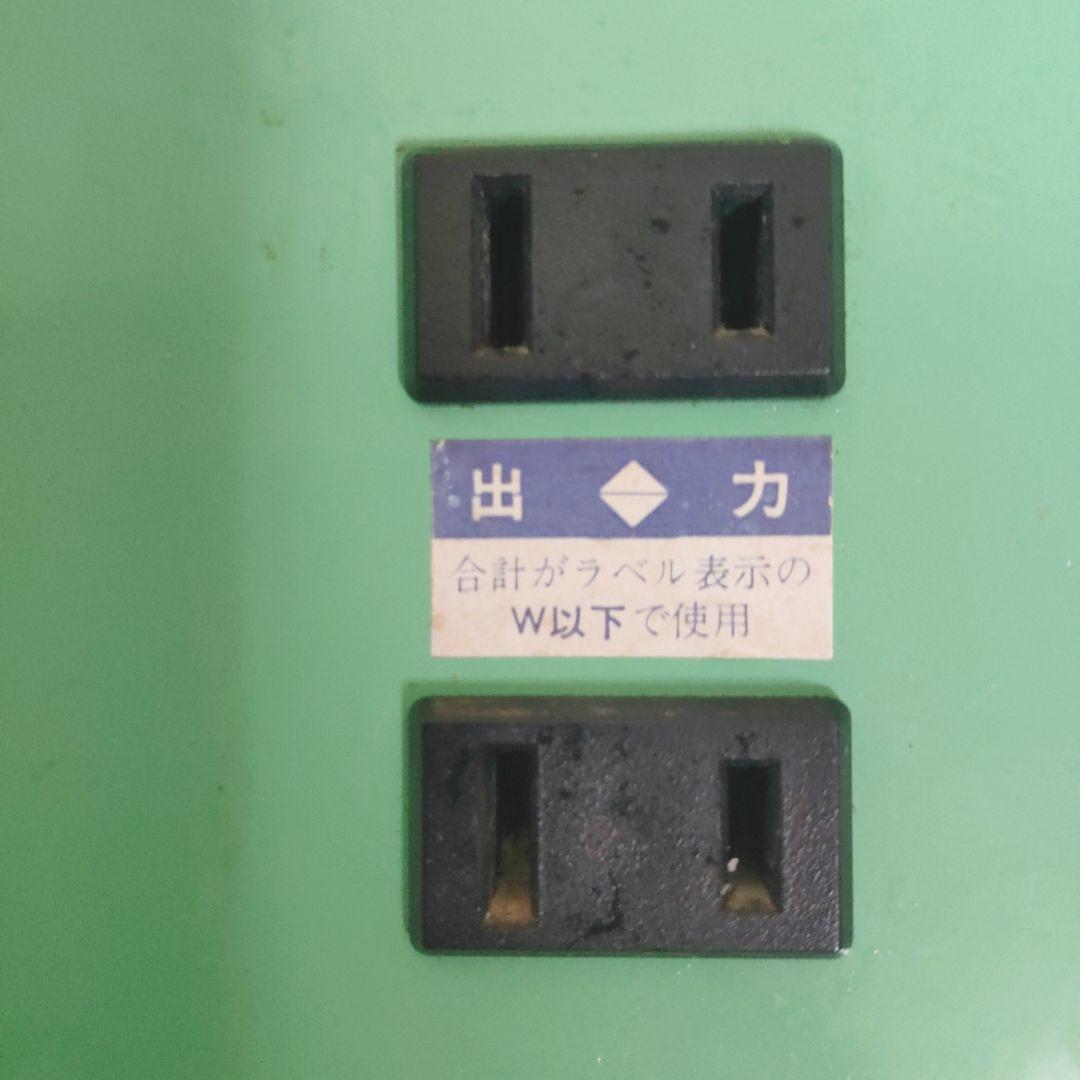 出 力
合計がラベル表示の
W以下で使用